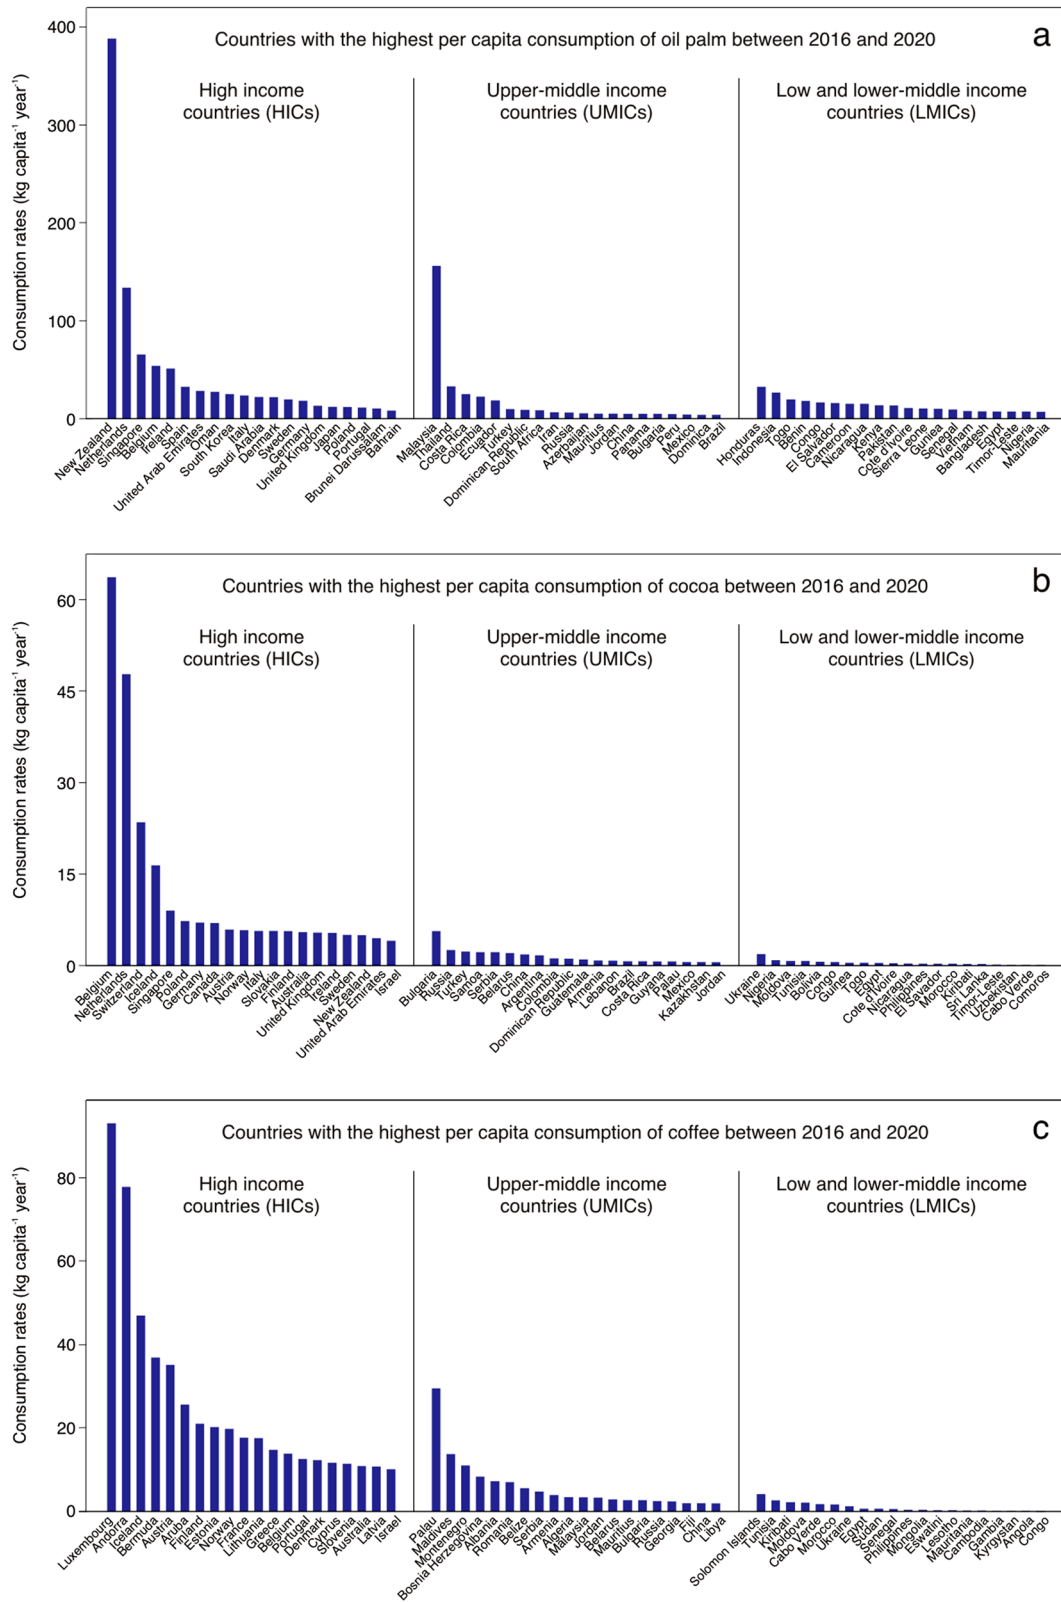 Countries with the highest per capita consumption of oil palm between 2016 and 2020
a
High income
countries (HICs)
Upper-middle income
countries (UMICs)
Low and lower-middle income
countries (LMICs)
Consumption rates (kg capita⁻¹ year⁻¹)
400
300
200
100
0
New Zealand
Netherlands
Singapore
Belgium
Ireland
Spain
United Arab Emirates
Oman
South Korea
Italy
Saudi Arabia
Denmark
Sweden
Germany
United Kingdom
Japan
Poland
Portugal
Brunei Darussalam
Bahrain
Malaysia
Thailand
Costa Rica
Colombia
Ecuador
Turkey
Dominican Republic
South Africa
Iran
Russia
Azerbaijan
Mauritius
Jordan
China
Panama
Bulgaria
Peru
Mexico
Dominica
Brazil
Honduras
Indonesia
Togo
Benin
Congo
El Salvador
Cameroon
Nicaragua
Kenya
Pakistan
Cote d'Ivoire
Sierra Leone
Guinea
Senegal
Vietnam
Bangladesh
Egypt
Timor-Leste
Nigeria
Mauritania
Countries with the highest per capita consumption of cocoa between 2016 and 2020
b
High income
countries (HICs)
Upper-middle income
countries (UMICs)
Low and lower-middle income
countries (LMICs)
Consumption rates (kg capita⁻¹ year⁻¹)
60
45
30
15
0
Belgium
Netherlands
Switzerland
Iceland
Singapore
Poland
Germany
Canada
Austria
Norway
Italy
Slovakia
Finland
Australia
United Kingdom
Ireland
Sweden
New Zealand
United Arab Emirates
Israel
Bulgaria
Russia
Turkey
Samoa
Serbia
Belarus
China
Argentina
Colombia
Dominican Republic
Guatemala
Armenia
Lebanon
Brazil
Costa Rica
Guyana
Palau
Mexico
Kazakhstan
Jordan
Ukraine
Nigeria
Moldova
Tunisia
Bolivia
Congo
Guinea
Togo
Egypt
Cote d'Ivoire
Nicaragua
Philippines
El Savador
Morocco
Kiribati
Sri Lanka
Timor-Leste
Uzbekistan
Cabo Verde
Comoros
Countries with the highest per capita consumption of coffee between 2016 and 2020
c
High income
countries (HICs)
Upper-middle income
countries (UMICs)
Low and lower-middle income
countries (LMICs)
Consumption rates (kg capita⁻¹ year⁻¹)
80
60
40
20
0
Luxembourg
Andorra
Iceland
Bermuda
Austria
Aruba
Finland
Estonia
Norway
France
Lithuania
Greece
Belgium
Portugal
Denmark
Cyprus
Slovenia
Australia
Latvia
Israel
Palau
Maldives
Montenegro
Bosnia Herzegovina
Albania
Romania
Belize
Serbia
Armenia
Algeria
Malaysia
Jordan
Belarus
Mauritius
Bulgaria
Russia
Georgia
Fiji
China
Libya
Solomon Islands
Tunisia
Kiribati
Moldova
Cabo Verde
Morocco
Ukraine
Egypt
Sudan
Senegal
Philippines
Mongolia
Eswatini
Lesotho
Mauritania
Cambodia
Gambia
Kyrgystan
Angola
Congo